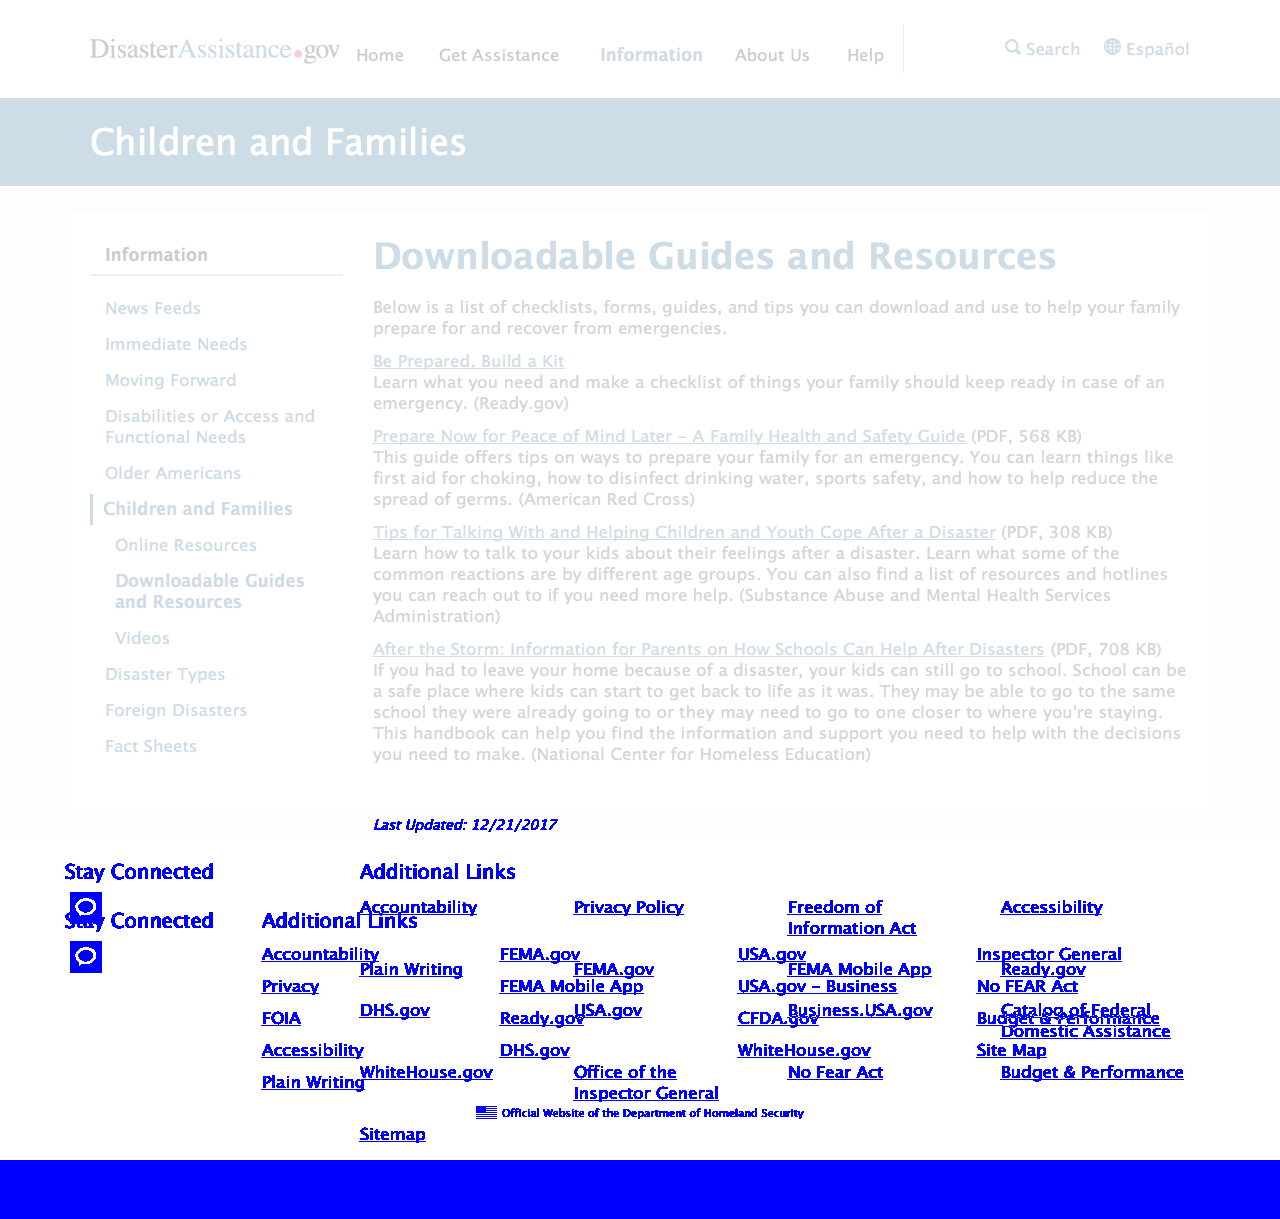 DisasterAssistance.gov Home Get Assistance Information About Us Help Search Español
Children and Families
Information
News Feeds
Immediate Needs
Moving Forward
Disabilities or Access and
Functional Needs
Older Americans
Children and Families
Online Resources
Downloadable Guides
and Resources
Videos
Disaster Types
Foreign Disasters
Fact Sheets
Downloadable Guides and Resources
Below is a list of checklists, forms, guides, and tips you can download and use to help your family
prepare for and recover from emergencies.
Be Prepared, Build a Kit
Learn what you need and make a checklist of things your family should keep ready in case of an
emergency. (Ready.gov)
Prepare Now for Peace of Mind Later - A Family Health and Safety Guide (PDF, 568 KB)
This guide offers tips on ways to prepare your family for an emergency. You can learn things like
first aid for choking, how to disinfect drinking water, sports safety, and how to help reduce the
spread of germs. (American Red Cross)
Tips for Talking With and Helping Children and Youth Cope After a Disaster (PDF, 308 KB)
Learn how to talk to your kids about their feelings after a disaster. Learn what some of the
common reactions are by different age groups. You can also find a list of resources and hotlines
you can reach out to if you need more help. (Substance Abuse and Mental Health Services
Administration)
After the Storm: Information for Parents on How Schools Can Help After Disasters (PDF, 708 KB)
If you had to leave your home because of a disaster, your kids can still go to school. School can be
a safe place where kids can start to get back to life as it was. They may be able to go to the same
school they were already going to or they may need to go to one closer to where you're staying.
This handbook can help you find the information and support you need to help with the decisions
you need to make. (National Center for Homeless Education)
Last Updated: 12/21/2017
Stay Connected Additional Links
Accountability Privacy Policy Freedom of Accessibility
Information Act
Stay Connected Additional Links
Accountability FEMA.gov USA.gov Inspector General
Plain Writing FEMA.gov FEMA Mobile App Ready.gov
Privacy FEMA Mobile App USA.gov - Business No FEAR Act
DHS.gov USA.gov Business.USA.gov Catalog of Federal
Domestic Assistance
FOIA Ready.gov CFDA.gov Budget & Performance
Accessibility DHS.gov WhiteHouse.gov Site Map
WhiteHouse.gov Office of the No Fear Act Budget & Performance
Inspector General
Plain Writing
Official Website of the Department of Homeland Security
Sitemap